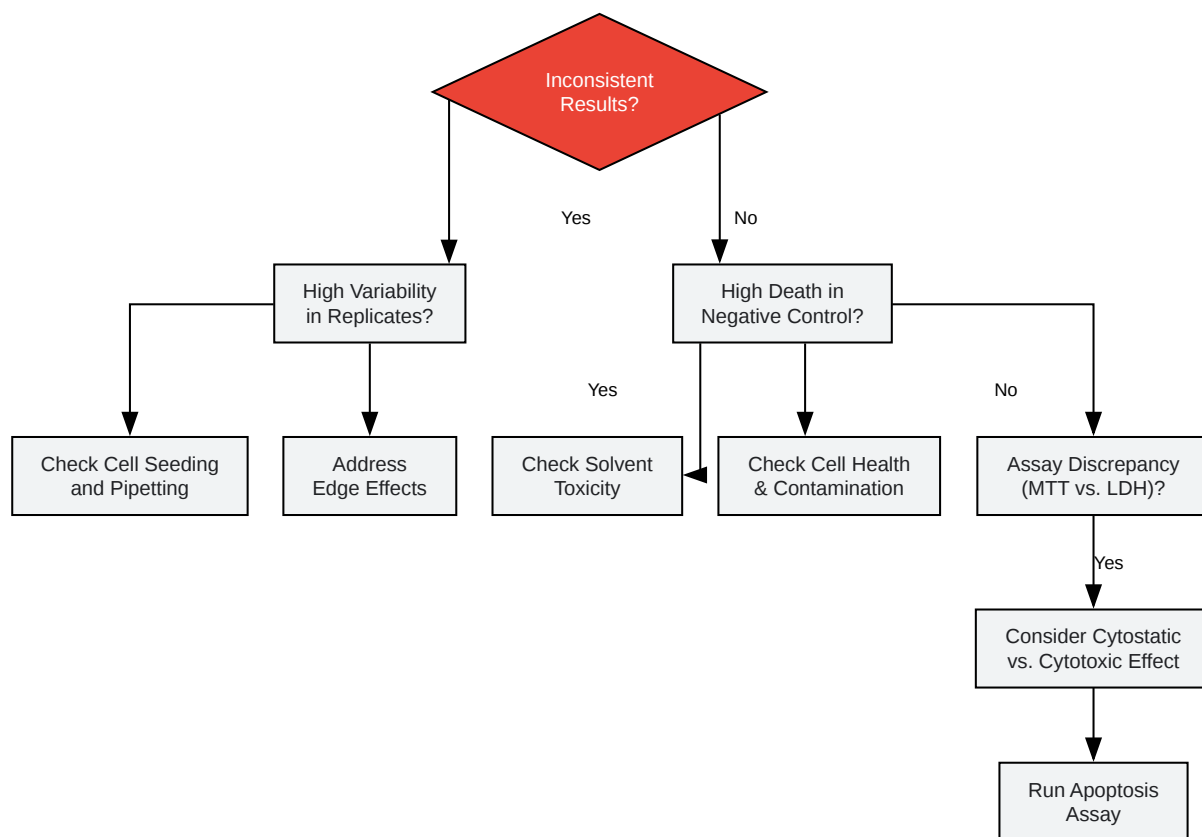 Inconsistent
Results?
Yes
No
High Variability
in Replicates?
High Death in
Negative Control?
Yes
No
Check Cell Seeding
and Pipetting
Address
Edge Effects
Check Solvent
Toxicity
Check Cell Health
& Contamination
Assay Discrepancy
(MTT vs. LDH)?
Yes
Consider Cytostatic
vs. Cytotoxic Effect
Run Apoptosis
Assay